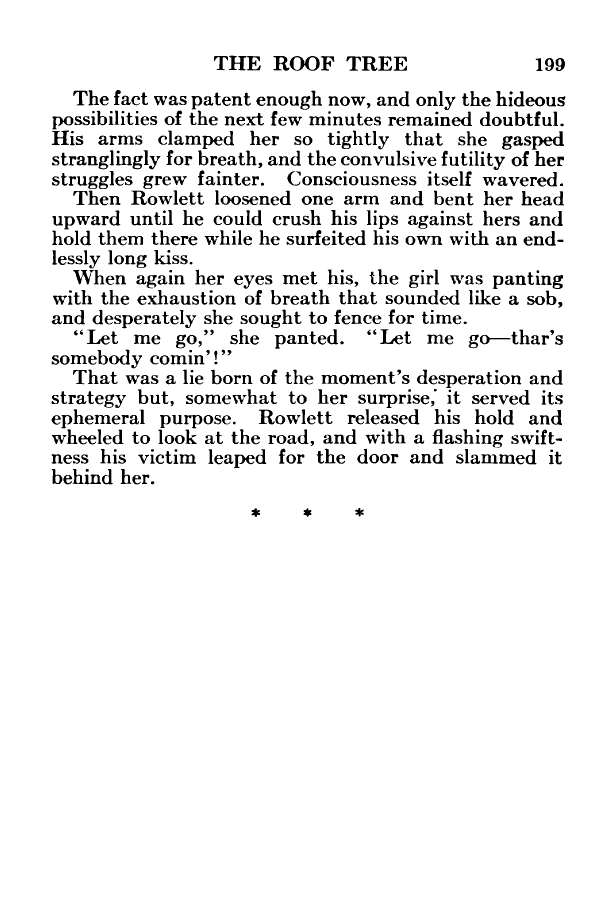 THE ROOF TREE 199
The fact was patent enough now, and only the hideous
possibilities of the next few minutes remained doubtful.
His arms clamped her so tightly that she gasped
stranglingly for breath, and the convulsive futility of her
struggles grew fainter. Consciousness itself wavered.
Then Rowlett loosened one arm and bent her head
upward until he could crush his lips against hers and
hold them there while he surfeited his own with an end-
lessly long kiss.
When again her eyes met his, the girl was panting
with the exhaustion of breath that sounded like a sob,
and desperately she sought to fence for time.
“Let me go,” she panted. “Let me go—thar's
somebody comin'!”
That was a lie born of the moment's desperation and
strategy but, somewhat to her surprise, it served its
ephemeral purpose. Rowlett released his hold and
wheeled to look at the road, and with a flashing swift-
ness his victim leaped for the door and slammed it
behind her.
* * *